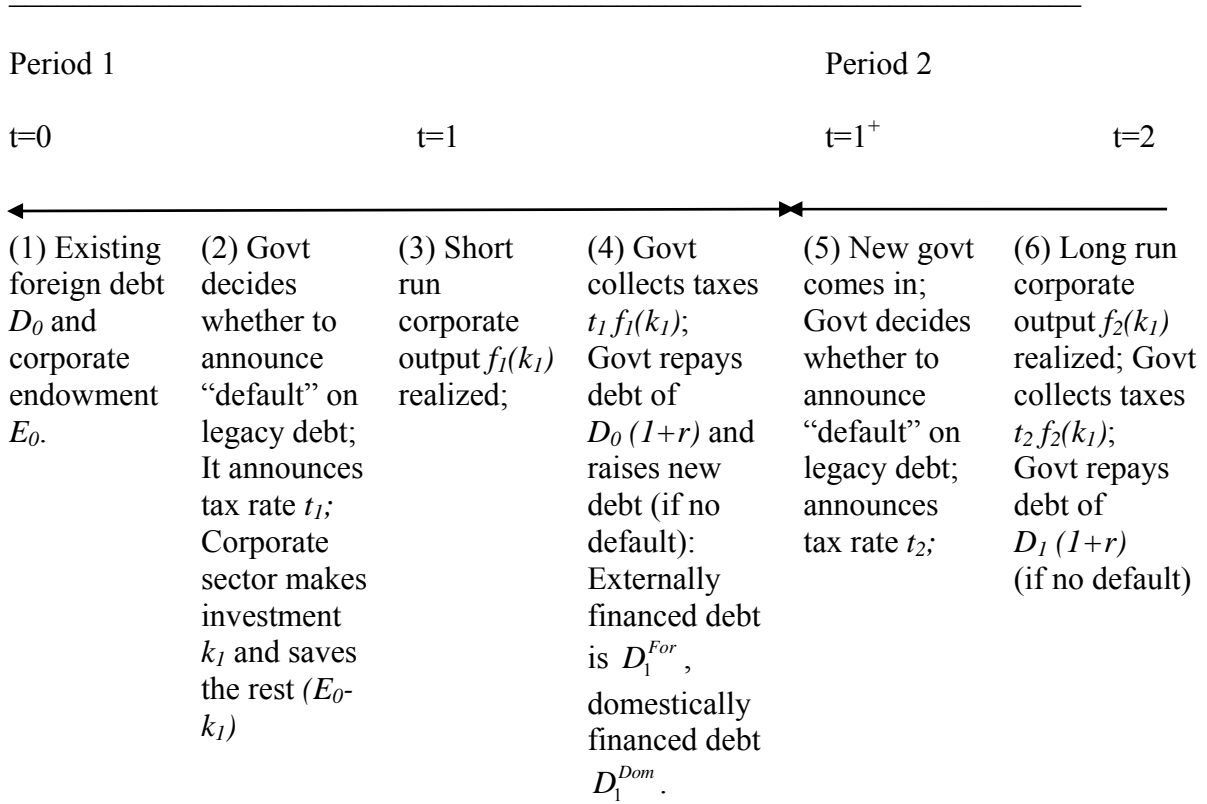 Period 1
Period 2
t=0
t=1
t=1⁺
t=2
(1) Existing
foreign debt
D₀ and
corporate
endowment
E₀.
(2) Govt
decides
whether to
announce
“default” on
legacy debt;
It announces
tax rate t₁;
Corporate
sector makes
investment
k₁ and saves
the rest (E₀-
k₁)
(3) Short
run
corporate
output f₁(k₁)
realized;
(4) Govt
collects taxes
t₁ f₁(k₁);
Govt repays
debt of
D₀ (1+r) and
raises new
debt (if no
default):
Externally
financed debt
is D₁^For ,
domestically
financed debt
D₁^Dom .
(5) New govt
comes in;
Govt decides
whether to
announce
“default” on
legacy debt;
announces
tax rate t₂;
(6) Long run
corporate
output f₂(k₁)
realized; Govt
collects taxes
t₂ f₂(k₁);
Govt repays
debt of
D₁ (1+r)
(if no default)